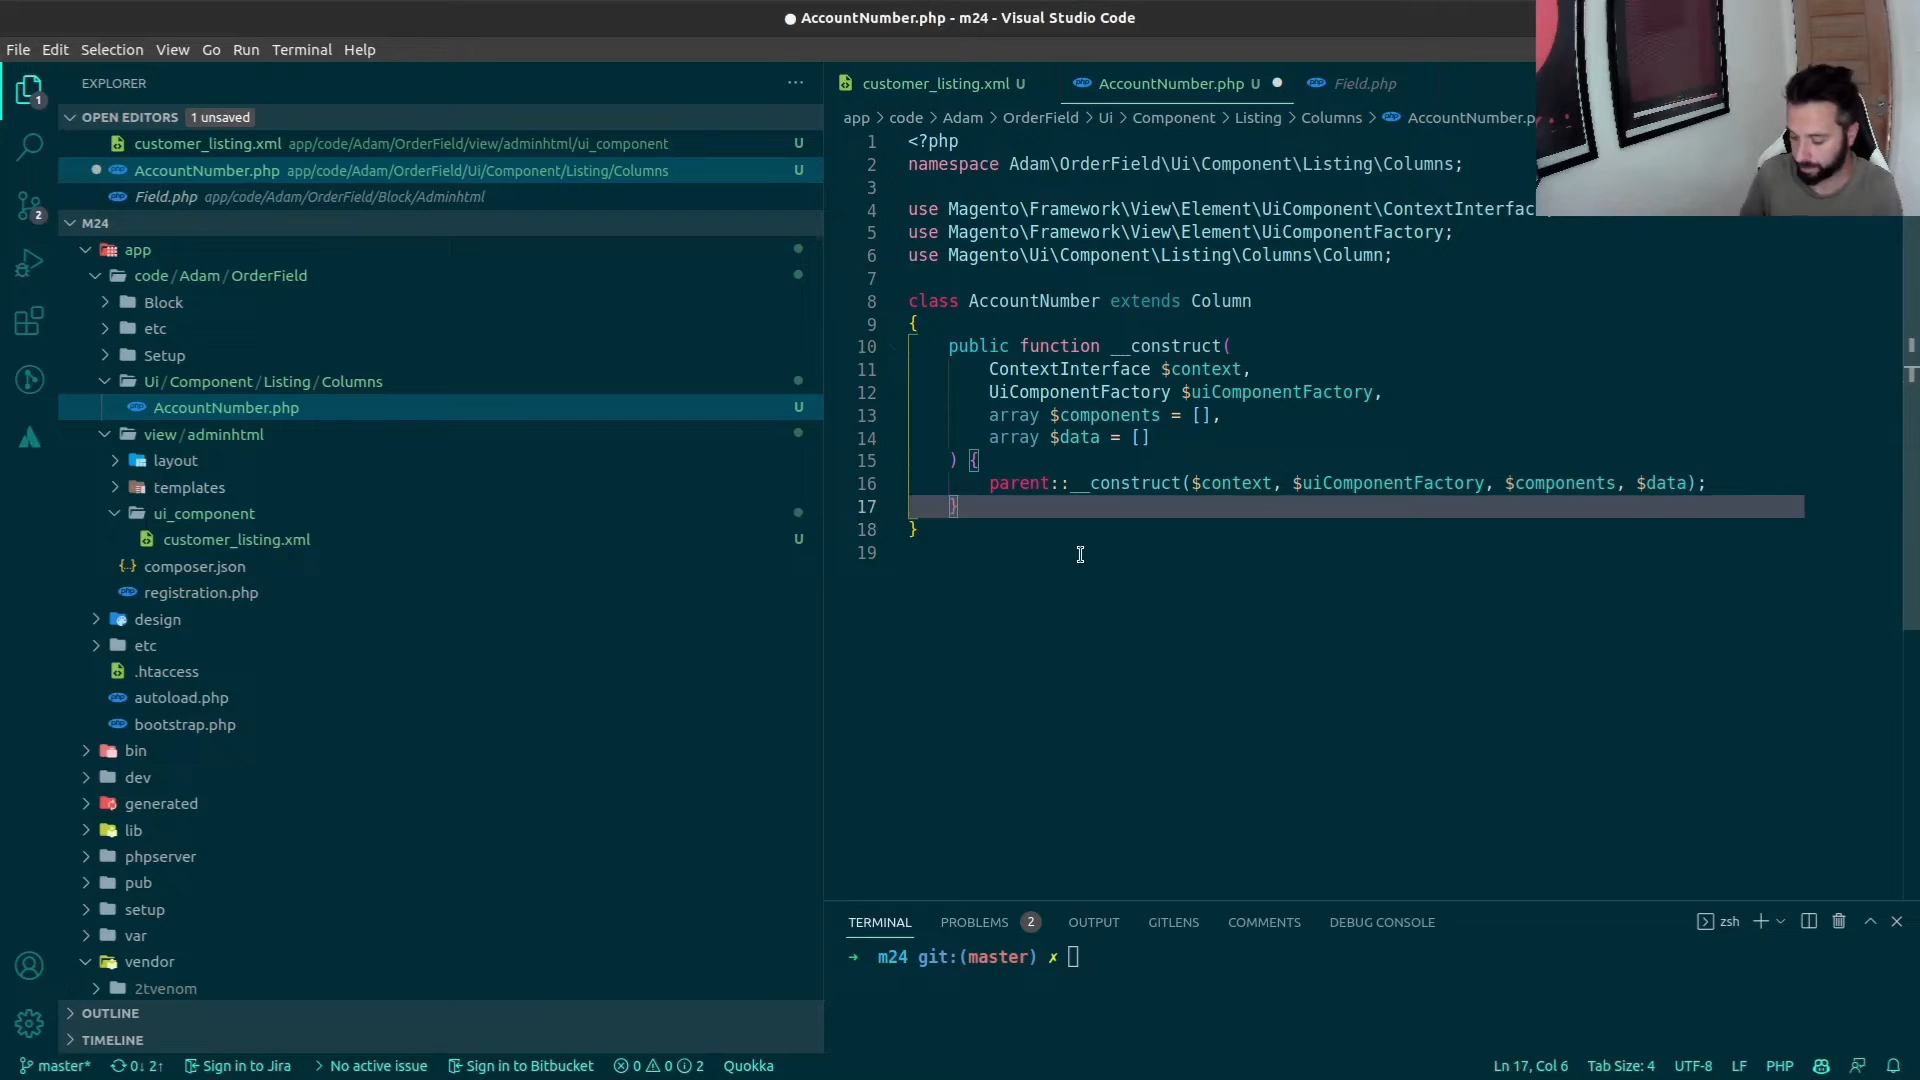 AccountNumber.php - m24 - Visual Studio Code
File Edit Selection View Go Run Terminal Help
EXPLORER
OPEN EDITORS 1 unsaved
customer_listing.xml app/code/Adam/OrderField/view/adminhtml/ui_component U
AccountNumber.php app/code/Adam/OrderField/Ui/Component/Listing/Columns U
Field.php app/code/Adam/OrderField/Block/Adminhtml
M24
app
code / Adam / OrderField
Block
etc
Setup
Ui / Component / Listing / Columns
AccountNumber.php U
view / adminhtml
layout
templates
ui_component
customer_listing.xml U
composer.json
registration.php
design
etc
.htaccess
autoload.php
bootstrap.php
bin
dev
generated
lib
phpserver
pub
setup
var
vendor
2tvenom
OUTLINE
TIMELINE
1
2
customer_listing.xml U AccountNumber.php U Field.php
app > code > Adam > OrderField > Ui > Component > Listing > Columns > AccountNumber.p
1 <?php
2 namespace Adam\OrderField\Ui\Component\Listing\Columns;
3
4 use Magento\Framework\View\Element\UiComponent\ContextInterfac
5 use Magento\Framework\View\Element\UiComponentFactory;
6 use Magento\Ui\Component\Listing\Columns\Column;
7
8 class AccountNumber extends Column
9 {
10 public function __construct(
11 ContextInterface $context,
12 UiComponentFactory $uiComponentFactory,
13 array $components = [],
14 array $data = []
15 ) {
16 parent::__construct($context, $uiComponentFactory, $components, $data);
17 }
18 }
19
TERMINAL PROBLEMS 2 OUTPUT GITLENS COMMENTS DEBUG CONSOLE zsh
→ m24 git:(master) ✗
master* 0↓ 2↑ Sign in to Jira No active issue Sign in to Bitbucket 0 0 2 Quokka Ln 17, Col 6 Tab Size: 4 UTF-8 LF PHP